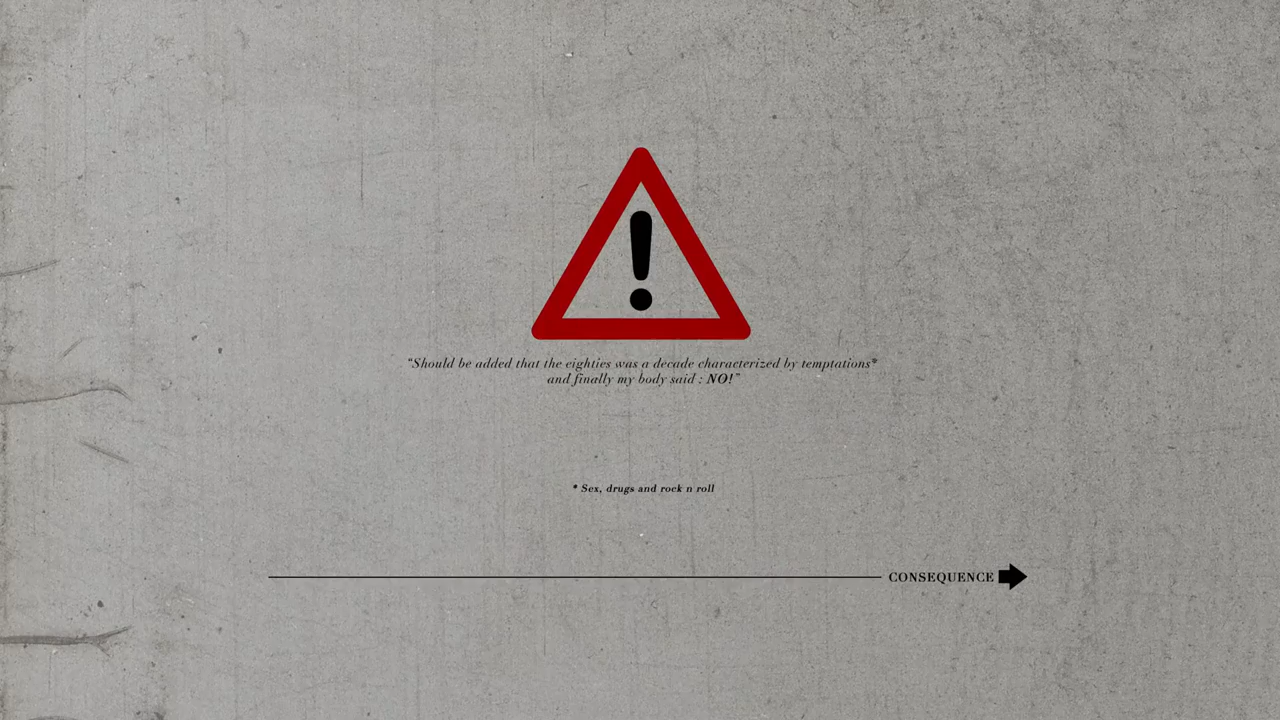 “Should be added that the eighties was a decade characterized by temptations*
and finally my body said : NO!”
* Sex, drugs and rock n roll
CONSEQUENCE